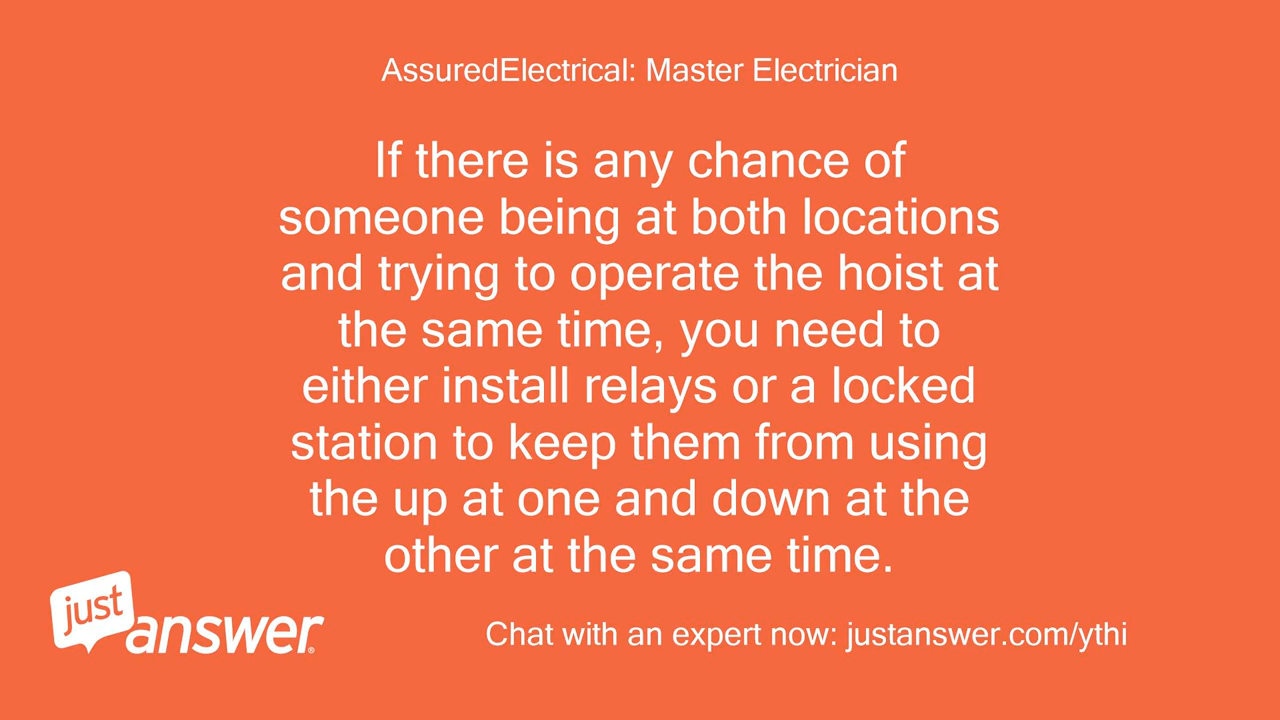 AssuredElectrical: Master Electrician
If there is any chance of
someone being at both locations
and trying to operate the hoist at
the same time, you need to
either install relays or a locked
station to keep them from using
the up at one and down at the
other at the same time.
just
answer®
Chat with an expert now: justanswer.com/ythi